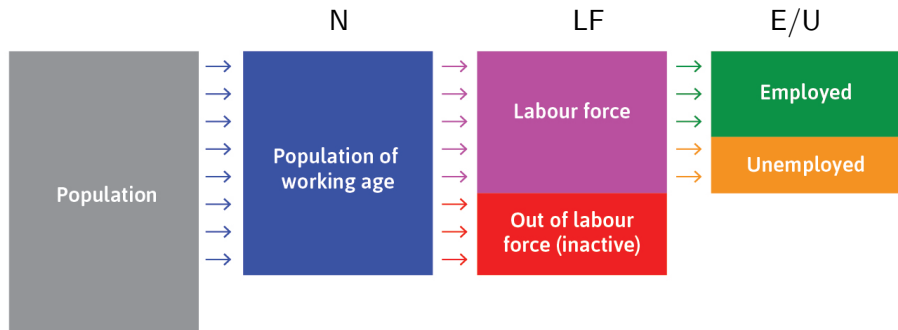 N
LF
E/U
Population
Population of
working age
Labour force
Out of labour
force (inactive)
Employed
Unemployed